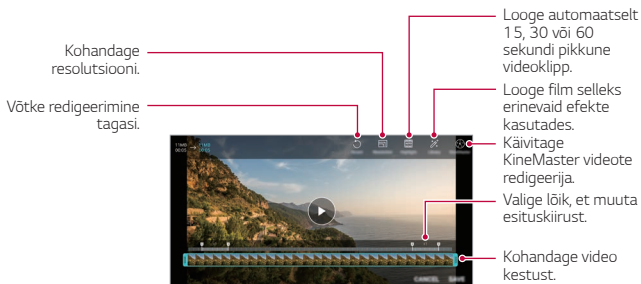 Kohandage
resolutsiooni.
Võtke redigeerimine
tagasi.
Looge automaatselt
15, 30 või 60
sekundi pikkune
videoklipp.
Looge film selleks
erinevaid efekte
kasutades.
Käivitage
KineMaster videote
redigeerija.
Valige lõik, et muuta
esituskiirust.
Kohandage video
kestust.
CANCEL SAVE